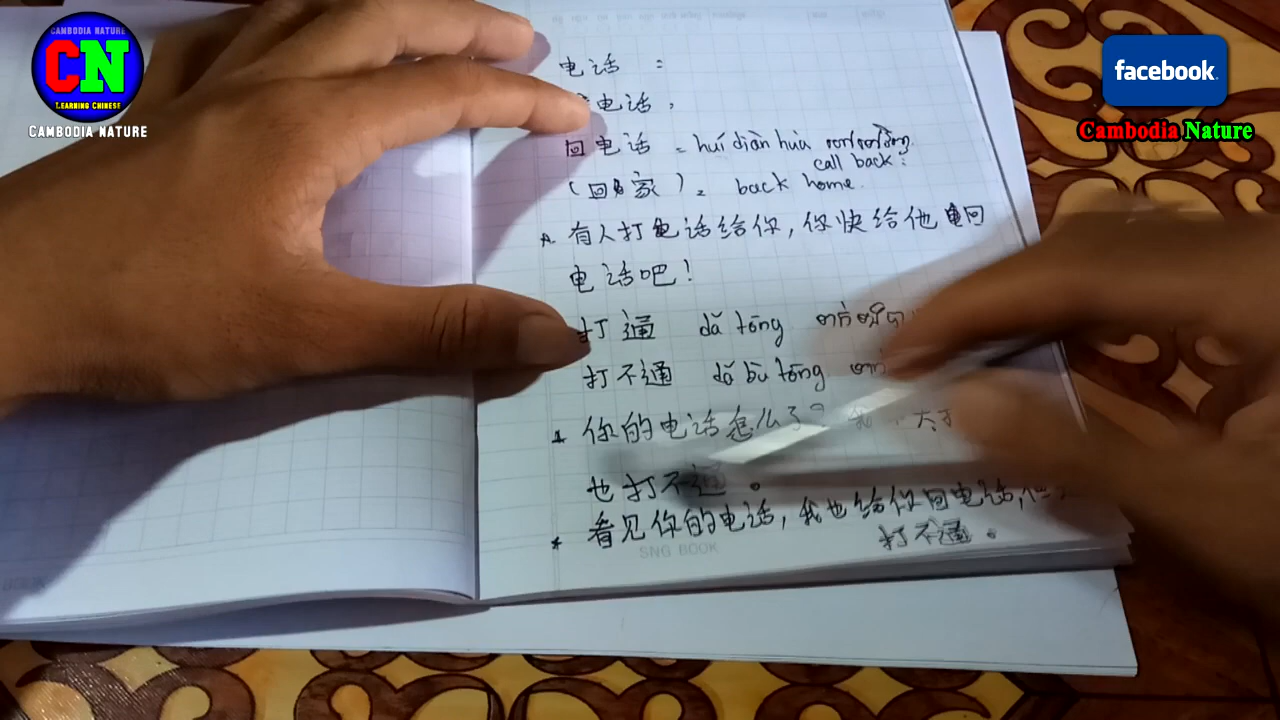 CAMBODIA NATURE
CN
LEARNING CHINESE
CAMBODIA NATURE
facebook
Cambodia Nature
电话 :
电话,
回电话 = huí diàn huà
call back:
(回家) = back home.
A. 有人打电话给你,你快给他回
电话吧!
打通 dǎ tōng
打不通 dǎ bù tōng
你的电话怎么了?我
也打不通。
* 看见你的电话,我也给你回电话,但
打不通。
SNG BOOK